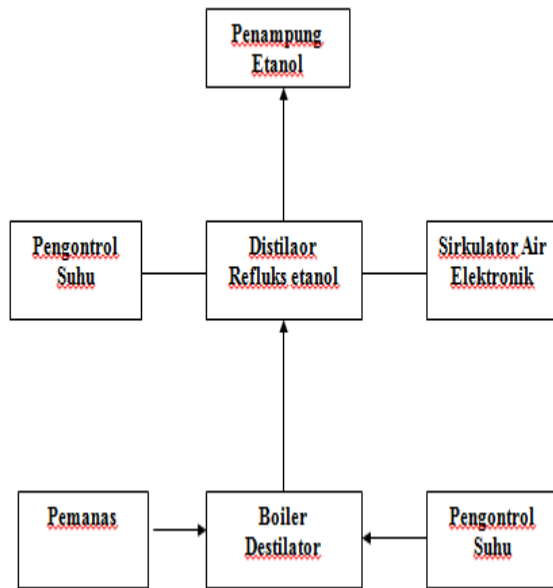 Penampung
Etanol
Pengontrol
Suhu
Distilaor
Refluks etanol
Sirkulator Air
Elektronik
Pemanas
Boiler
Destilator
Pengontrol
Suhu